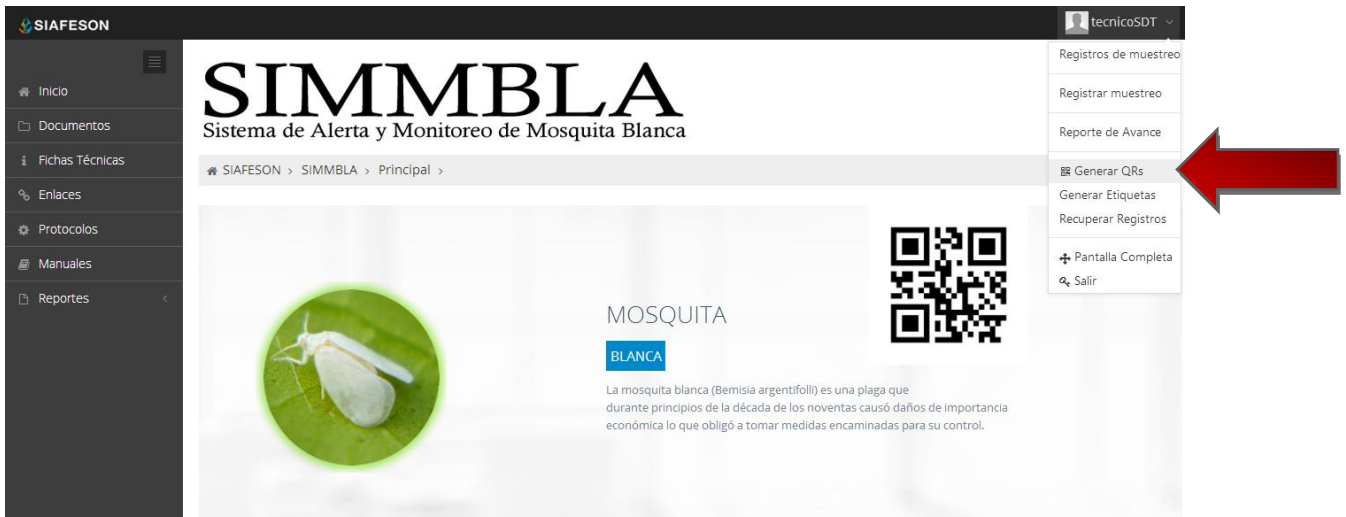 SIAFESON
tecnicoSDT
Inicio
Documentos
Fichas Técnicas
Enlaces
Protocolos
Manuales
Reportes
SIMMBLA
Sistema de Alerta y Monitoreo de Mosquita Blanca
SIAFESON > SIMMBLA > Principal >
Registros de muestreo
Registrar muestreo
Reporte de Avance
Generar QRs
Generar Etiquetas
Recuperar Registros
Pantalla Completa
Salir
MOSQUITA
BLANCA
La mosquita blanca (Bemisia argentifolli) es una plaga que
durante principios de la década de los noventas causó daños de importancia
económica lo que obligó a tomar medidas encaminadas para su control.